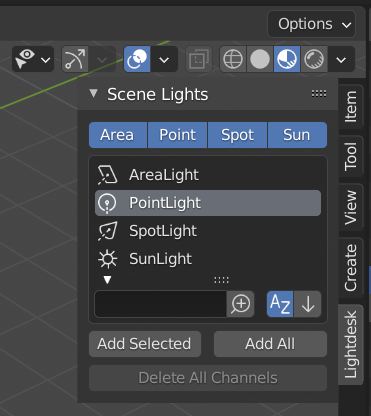 Options
Scene Lights
Area Point Spot Sun
AreaLight
PointLight
SpotLight
SunLight
AZ
Add Selected Add All
Delete All Channels
Item
Tool
View
Create
Lightdesk